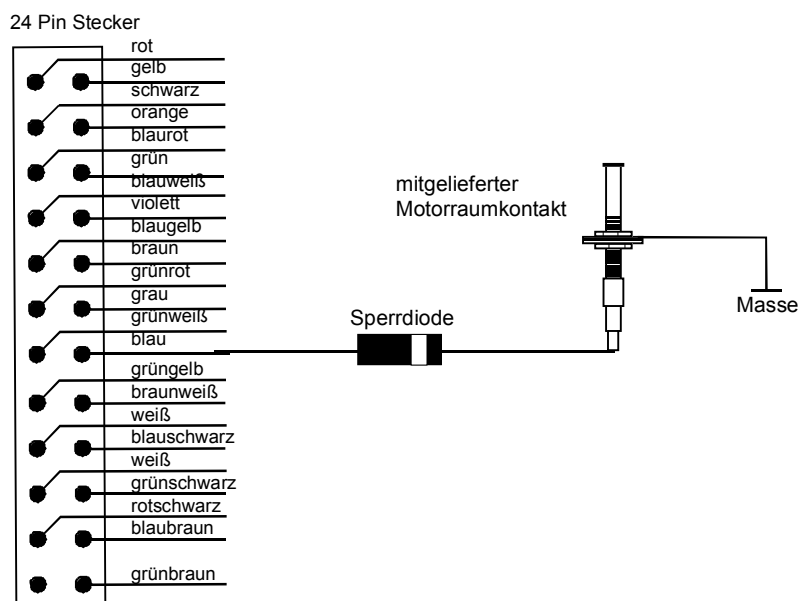 24 Pin Stecker
rot
gelb
schwarz
orange
blaurot
grün
blauweiß
violett
blaugelb
braun
grünrot
grau
grünweiß
blau
grüngelb
braunweiß
weiß
blauschwarz
weiß
grünschwarz
rotschwarz
blaubraun
grünbraun
mitgelieferter
Motorraumkontakt
Sperrdiode
Masse